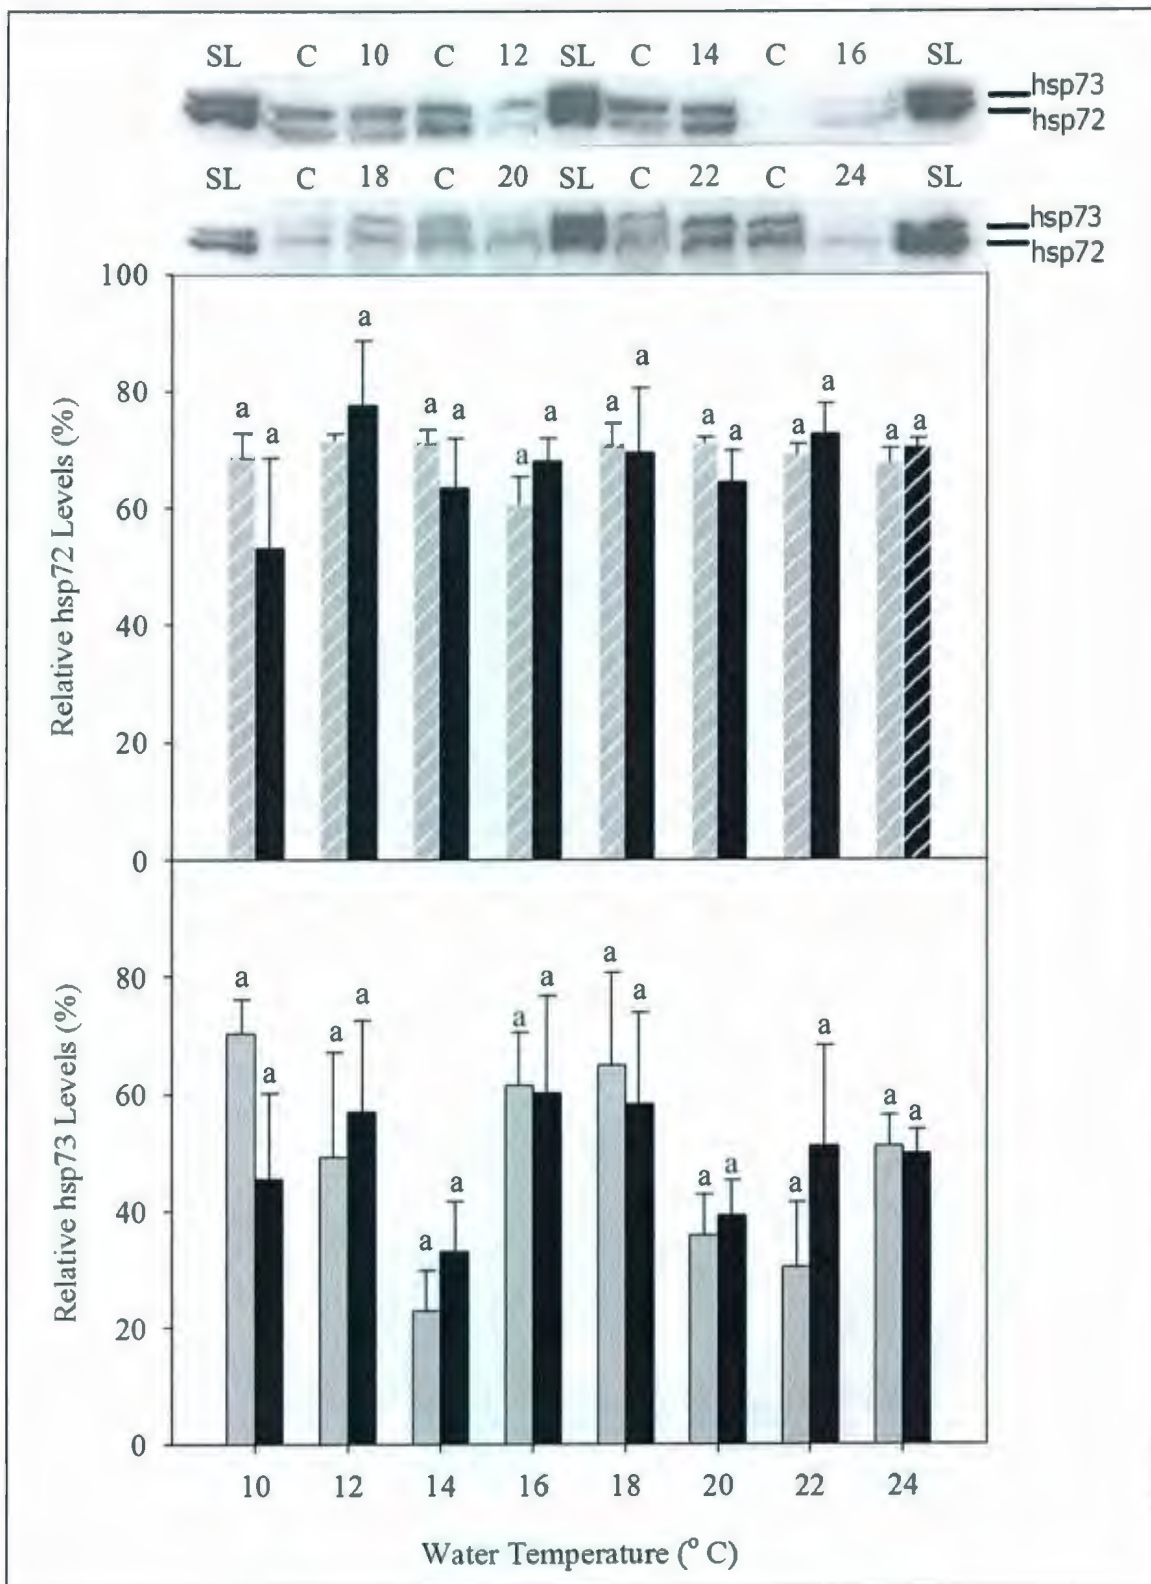 SL C 10 C 12 SL C 14 C 16 SL
hsp73
hsp72
SL C 18 C 20 SL C 22 C 24 SL
hsp73
hsp72
100
80
60
40
20
0
Relative hsp72 Levels (%)
a a a a a a a a a a a a a a a a
80
60
40
20
0
Relative hsp73 Levels (%)
a a a a a a a a a a a a a a a a
10 12 14 16 18 20 22 24
Water Temperature (° C)